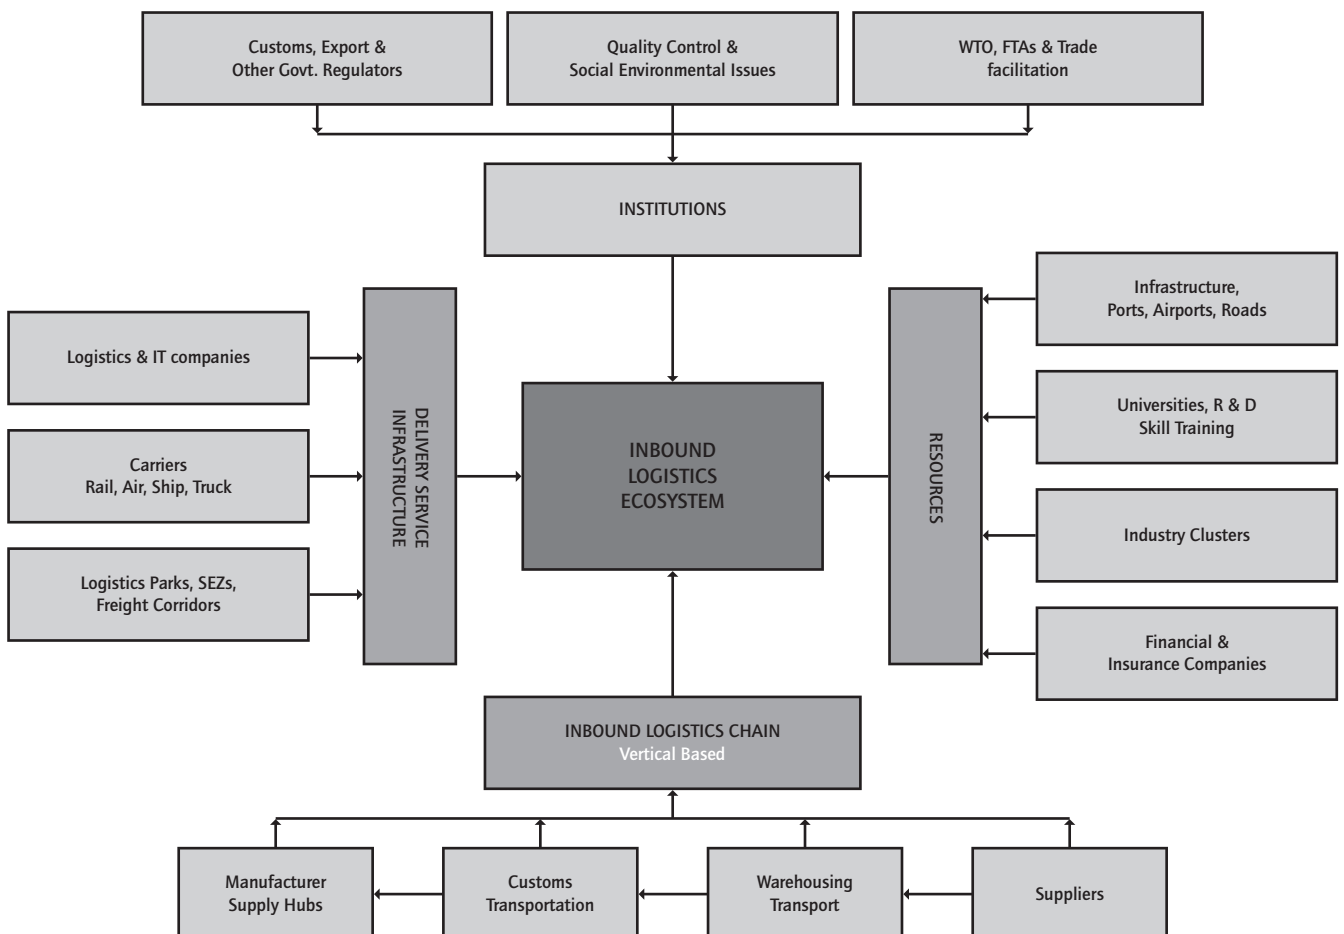 Customs, Export &
Other Govt. Regulators
Quality Control &
Social Environmental Issues
WTO, FTAs & Trade
facilitation
INSTITUTIONS
Logistics & IT companies
Carriers
Rail, Air, Ship, Truck
Logistics Parks, SEZs,
Freight Corridors
DELIVERY SERVICE
INFRASTRUCTURE
INBOUND
LOGISTICS
ECOSYSTEM
RESOURCES
Infrastructure,
Ports, Airports, Roads
Universities, R & D
Skill Training
Industry Clusters
Financial &
Insurance Companies
INBOUND LOGISTICS CHAIN
Vertical Based
Manufacturer
Supply Hubs
Customs
Transportation
Warehousing
Transport
Suppliers